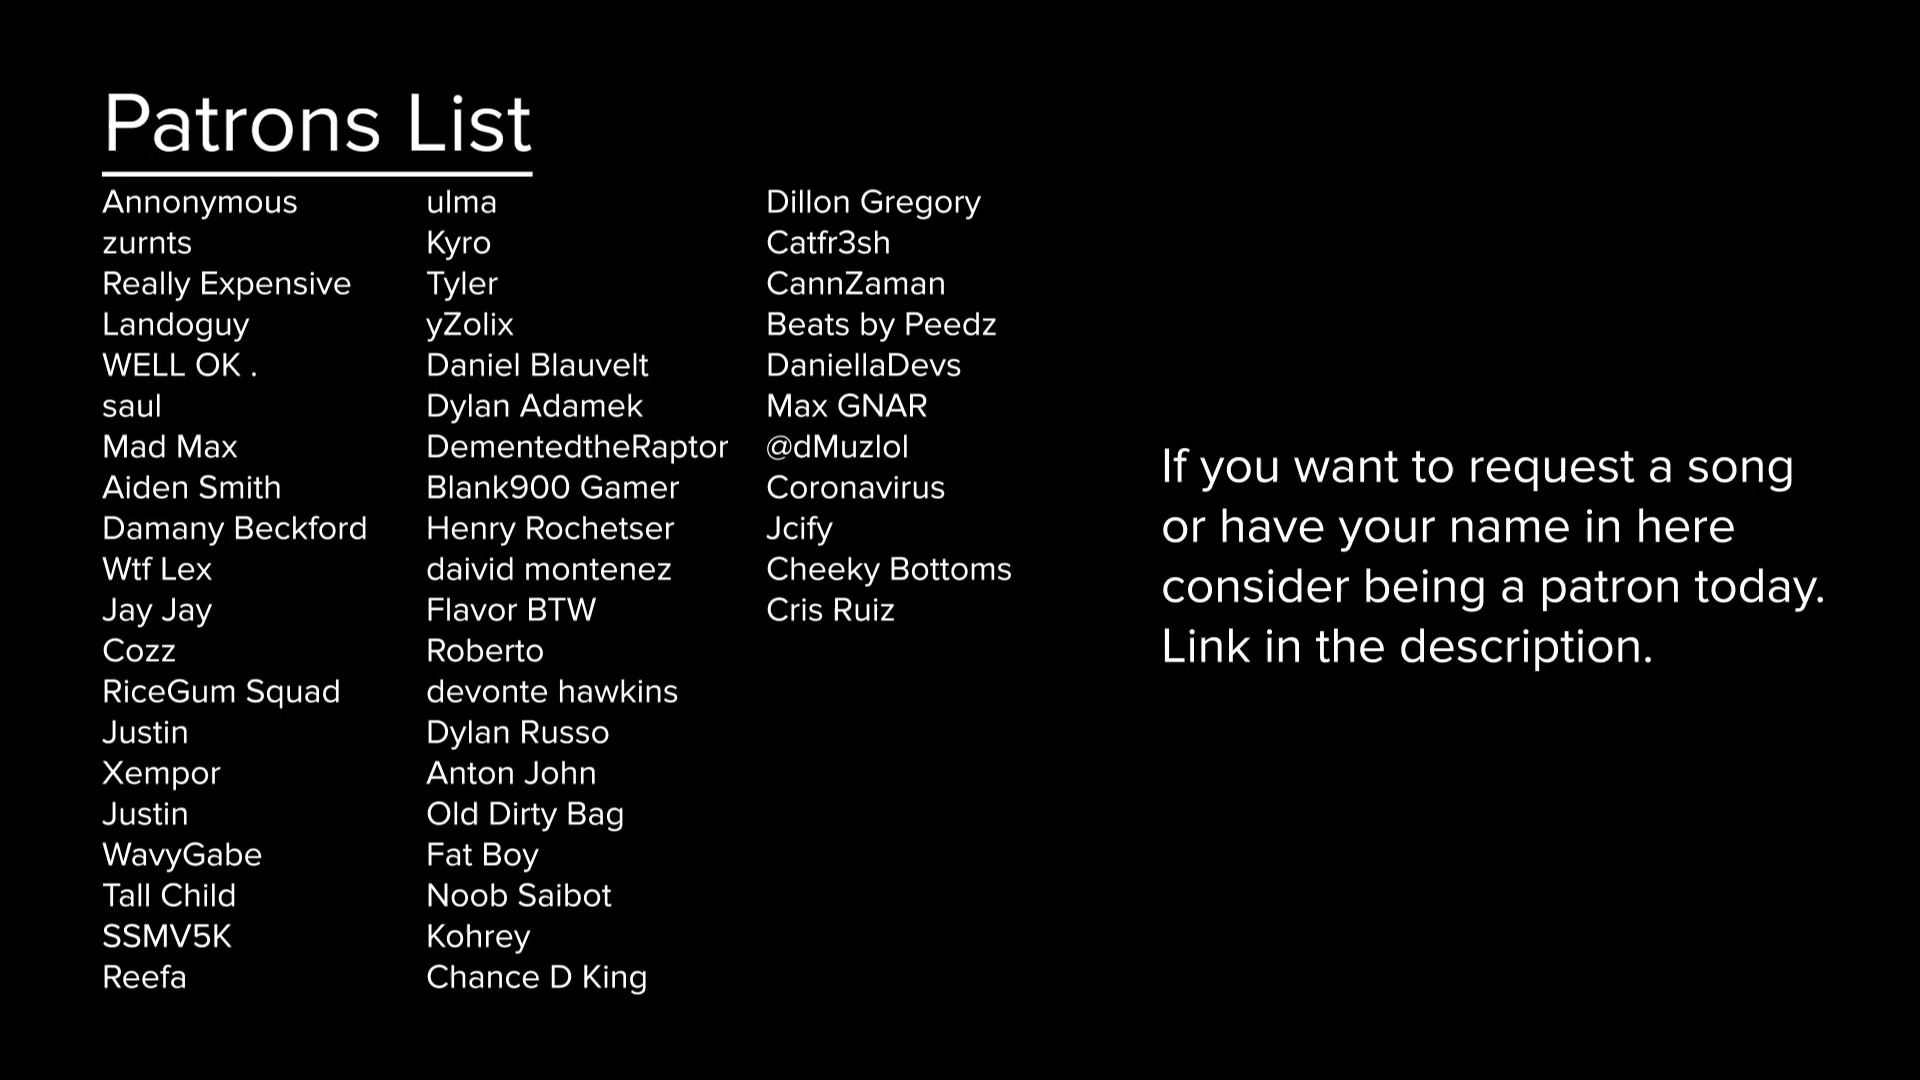 Patrons List
Annonymous
zurnts
Really Expensive
Landoguy
WELL OK .
saul
Mad Max
Aiden Smith
Damany Beckford
Wtf Lex
Jay Jay
Cozz
RiceGum Squad
Justin
Xempor
Justin
WavyGabe
Tall Child
SSMV5K
Reefa
ulma
Kyro
Tyler
yZolix
Daniel Blauvelt
Dylan Adamek
DementedtheRaptor
Blank900 Gamer
Henry Rochetser
daivid montenez
Flavor BTW
Roberto
devonte hawkins
Dylan Russo
Anton John
Old Dirty Bag
Fat Boy
Noob Saibot
Kohrey
Chance D King
Dillon Gregory
Catfr3sh
CannZaman
Beats by Peedz
DaniellaDevs
Max GNAR
@dMuzlol
Coronavirus
Jcify
Cheeky Bottoms
Cris Ruiz
If you want to request a song
or have your name in here
consider being a patron today.
Link in the description.